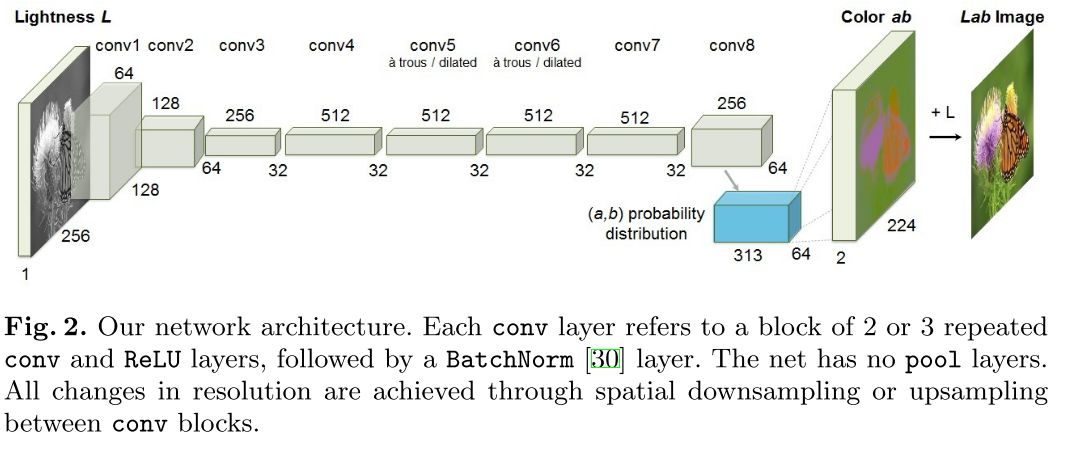 Lightness L
Color ab
Lab Image
conv1 conv2 conv3 conv4 conv5 conv6 conv7 conv8
à trous / dilated à trous / dilated
64
128
256
512
512
512
512
256
+ L
64
32
32
32
32
32
64
128
256
1
(a,b) probability
distribution
313
64
2
224
Fig. 2. Our network architecture. Each conv layer refers to a block of 2 or 3 repeated
conv and ReLU layers, followed by a BatchNorm [30] layer. The net has no pool layers.
All changes in resolution are achieved through spatial downsampling or upsampling
between conv blocks.